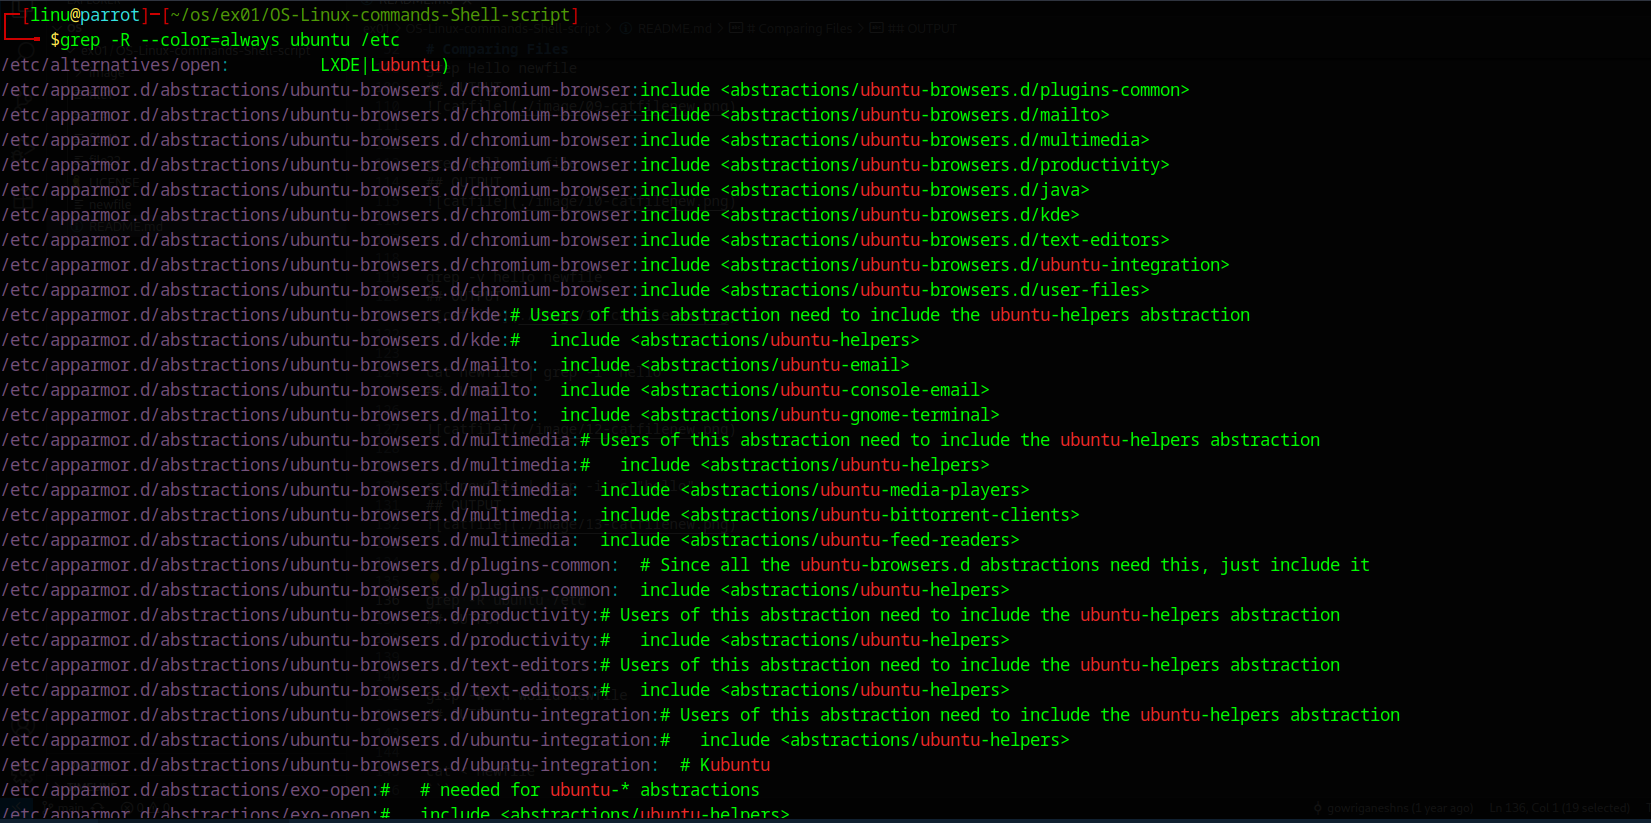 ┌─[linu@parrot]─[~/os/ex01/OS-Linux-commands-Shell-script]
└──╼ $grep -R --color=always ubuntu /etc
/etc/alternatives/open:         LXDE|Lubuntu)
/etc/apparmor.d/abstractions/ubuntu-browsers.d/chromium-browser:include <abstractions/ubuntu-browsers.d/plugins-common>
/etc/apparmor.d/abstractions/ubuntu-browsers.d/chromium-browser:include <abstractions/ubuntu-browsers.d/mailto>
/etc/apparmor.d/abstractions/ubuntu-browsers.d/chromium-browser:include <abstractions/ubuntu-browsers.d/multimedia>
/etc/apparmor.d/abstractions/ubuntu-browsers.d/chromium-browser:include <abstractions/ubuntu-browsers.d/productivity>
/etc/apparmor.d/abstractions/ubuntu-browsers.d/chromium-browser:include <abstractions/ubuntu-browsers.d/java>
/etc/apparmor.d/abstractions/ubuntu-browsers.d/chromium-browser:include <abstractions/ubuntu-browsers.d/kde>
/etc/apparmor.d/abstractions/ubuntu-browsers.d/chromium-browser:include <abstractions/ubuntu-browsers.d/text-editors>
/etc/apparmor.d/abstractions/ubuntu-browsers.d/chromium-browser:include <abstractions/ubuntu-browsers.d/ubuntu-integration>
/etc/apparmor.d/abstractions/ubuntu-browsers.d/chromium-browser:include <abstractions/ubuntu-browsers.d/user-files>
/etc/apparmor.d/abstractions/ubuntu-browsers.d/kde:# Users of this abstraction need to include the ubuntu-helpers abstraction
/etc/apparmor.d/abstractions/ubuntu-browsers.d/kde:#   include <abstractions/ubuntu-helpers>
/etc/apparmor.d/abstractions/ubuntu-browsers.d/mailto:  include <abstractions/ubuntu-email>
/etc/apparmor.d/abstractions/ubuntu-browsers.d/mailto:  include <abstractions/ubuntu-console-email>
/etc/apparmor.d/abstractions/ubuntu-browsers.d/mailto:  include <abstractions/ubuntu-gnome-terminal>
/etc/apparmor.d/abstractions/ubuntu-browsers.d/multimedia:# Users of this abstraction need to include the ubuntu-helpers abstraction
/etc/apparmor.d/abstractions/ubuntu-browsers.d/multimedia:#   include <abstractions/ubuntu-helpers>
/etc/apparmor.d/abstractions/ubuntu-browsers.d/multimedia:  include <abstractions/ubuntu-media-players>
/etc/apparmor.d/abstractions/ubuntu-browsers.d/multimedia:  include <abstractions/ubuntu-bittorrent-clients>
/etc/apparmor.d/abstractions/ubuntu-browsers.d/multimedia:  include <abstractions/ubuntu-feed-readers>
/etc/apparmor.d/abstractions/ubuntu-browsers.d/plugins-common:  # Since all the ubuntu-browsers.d abstractions need this, just include it
/etc/apparmor.d/abstractions/ubuntu-browsers.d/plugins-common:  include <abstractions/ubuntu-helpers>
/etc/apparmor.d/abstractions/ubuntu-browsers.d/productivity:# Users of this abstraction need to include the ubuntu-helpers abstraction
/etc/apparmor.d/abstractions/ubuntu-browsers.d/productivity:#   include <abstractions/ubuntu-helpers>
/etc/apparmor.d/abstractions/ubuntu-browsers.d/text-editors:# Users of this abstraction need to include the ubuntu-helpers abstraction
/etc/apparmor.d/abstractions/ubuntu-browsers.d/text-editors:#   include <abstractions/ubuntu-helpers>
/etc/apparmor.d/abstractions/ubuntu-browsers.d/ubuntu-integration:# Users of this abstraction need to include the ubuntu-helpers abstraction
/etc/apparmor.d/abstractions/ubuntu-browsers.d/ubuntu-integration:#   include <abstractions/ubuntu-helpers>
/etc/apparmor.d/abstractions/ubuntu-browsers.d/ubuntu-integration:  # Kubuntu
/etc/apparmor.d/abstractions/exo-open:#   # needed for ubuntu-* abstractions
/etc/apparmor.d/abstractions/exo-open:#   include <abstractions/ubuntu-helpers>